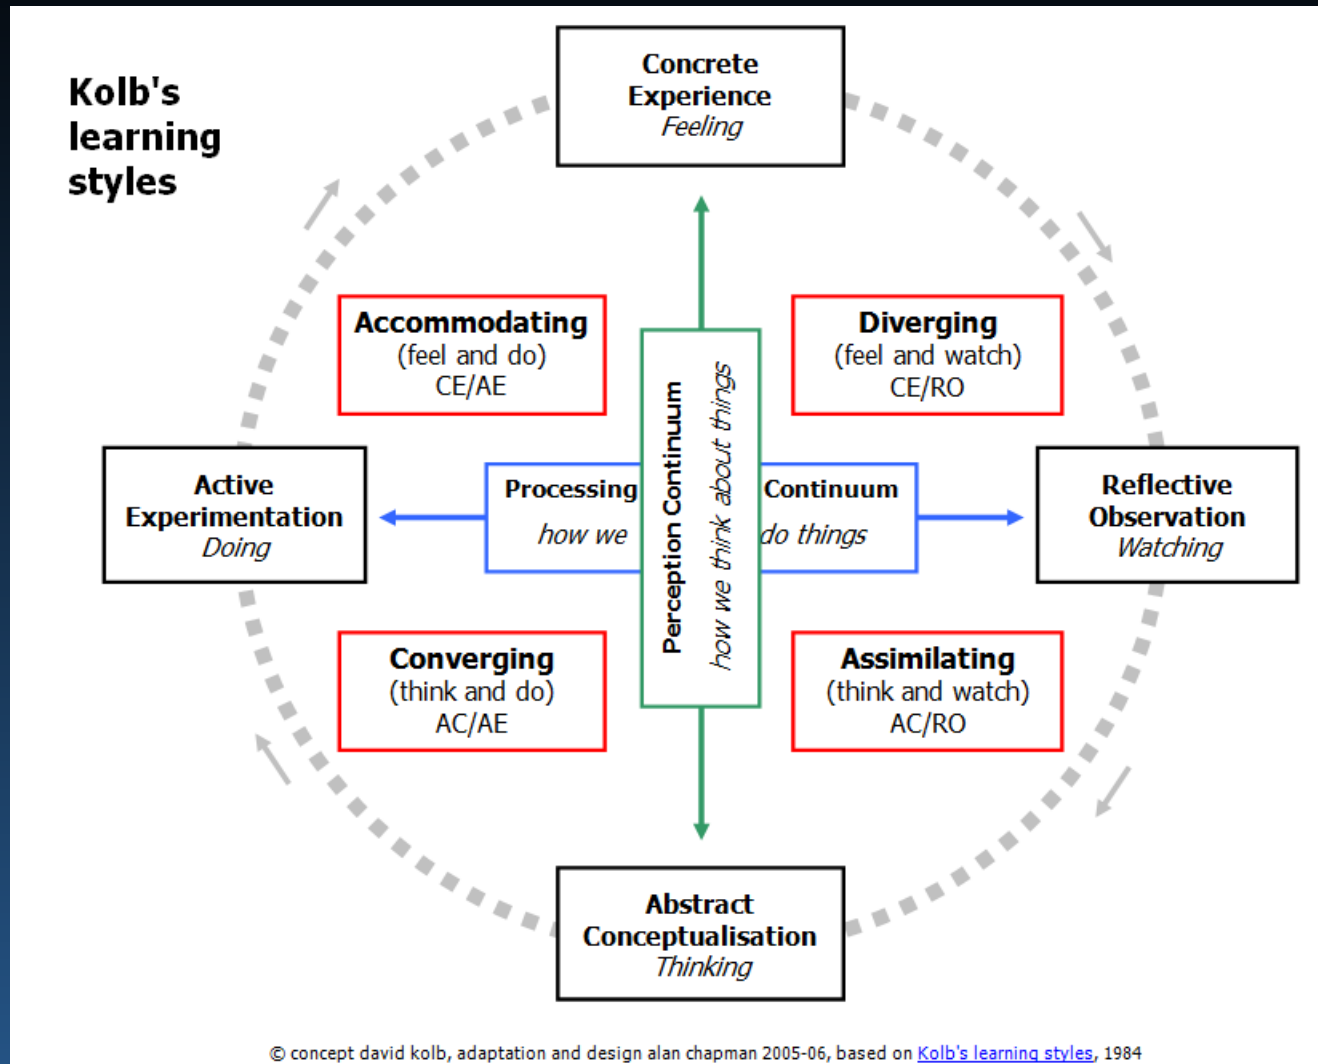 Kolb's
learning
styles
Concrete
Experience
Feeling
Accommodating
(feel and do)
CE/AE
Diverging
(feel and watch)
CE/RO
Perception Continuum
how we think about things
Active
Experimentation
Doing
Processing Continuum
how we do things
Reflective
Observation
Watching
Converging
(think and do)
AC/AE
Assimilating
(think and watch)
AC/RO
Abstract
Conceptualisation
Thinking
© concept david kolb, adaptation and design alan chapman 2005-06, based on Kolb's learning styles, 1984